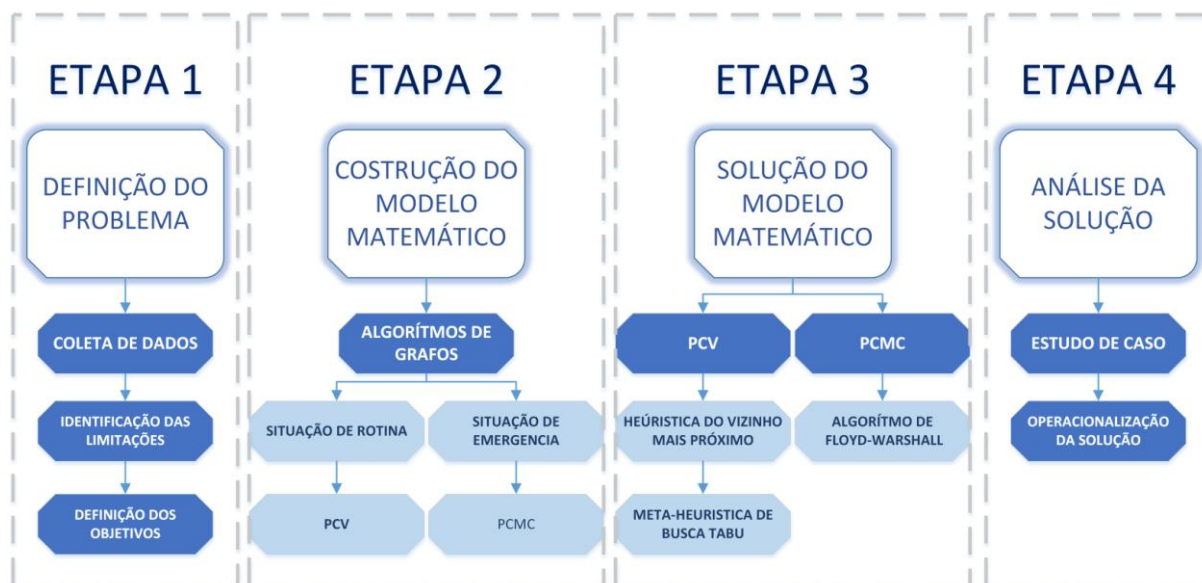 ETAPA 1
DEFINIÇÃO DO
PROBLEMA
COLETA DE DADOS
IDENTIFICAÇÃO DAS
LIMITAÇÕES
DEFINIÇÃO DOS
OBJETIVOS
ETAPA 2
COSTRUÇÃO DO
MODELO
MATEMÁTICO
ALGORÍTMOS DE
GRAFOS
SITUAÇÃO DE ROTINA
SITUAÇÃO DE
EMERGENCIA
PCV
PCMC
ETAPA 3
SOLUÇÃO DO
MODELO
MATEMÁTICO
PCV
PCMC
HEÚRISTICA DO VIZINHO
MAIS PRÓXIMO
ALGORÍTMO DE
FLOYD-WARSHALL
META-HEURISTICA DE
BUSCA TABU
ETAPA 4
ANÁLISE DA
SOLUÇÃO
ESTUDO DE CASO
OPERACIONALIZAÇÃO
DA SOLUÇÃO